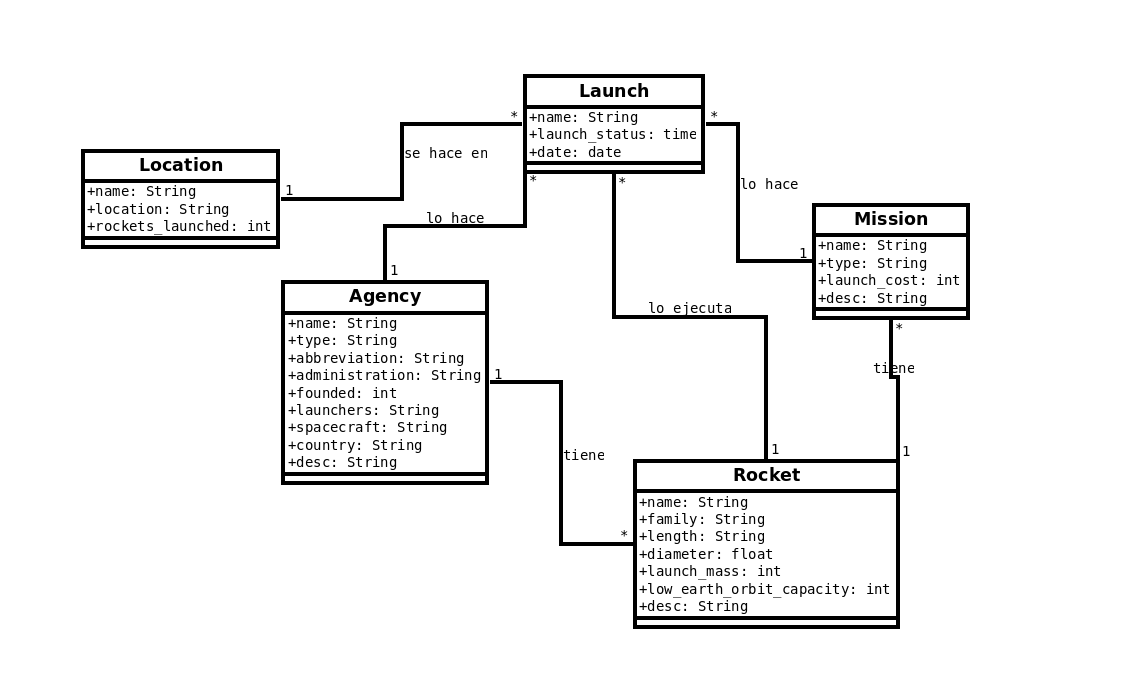 Launch
+name: String
+launch_status: time
+date: date
*
*
*
*
se hace en
Location
+name: String
+location: String
+rockets_launched: int
1
lo hace
1
lo hace
1
Mission
+name: String
+type: String
+launch_cost: int
+desc: String
*
tiene
1
Agency
+name: String
+type: String
+abbreviation: String
+administration: String
+founded: int
+launchers: String
+spacecraft: String
+country: String
+desc: String
1
tiene
*
lo ejecuta
1
Rocket
+name: String
+family: String
+length: String
+diameter: float
+launch_mass: int
+low_earth_orbit_capacity: int
+desc: String